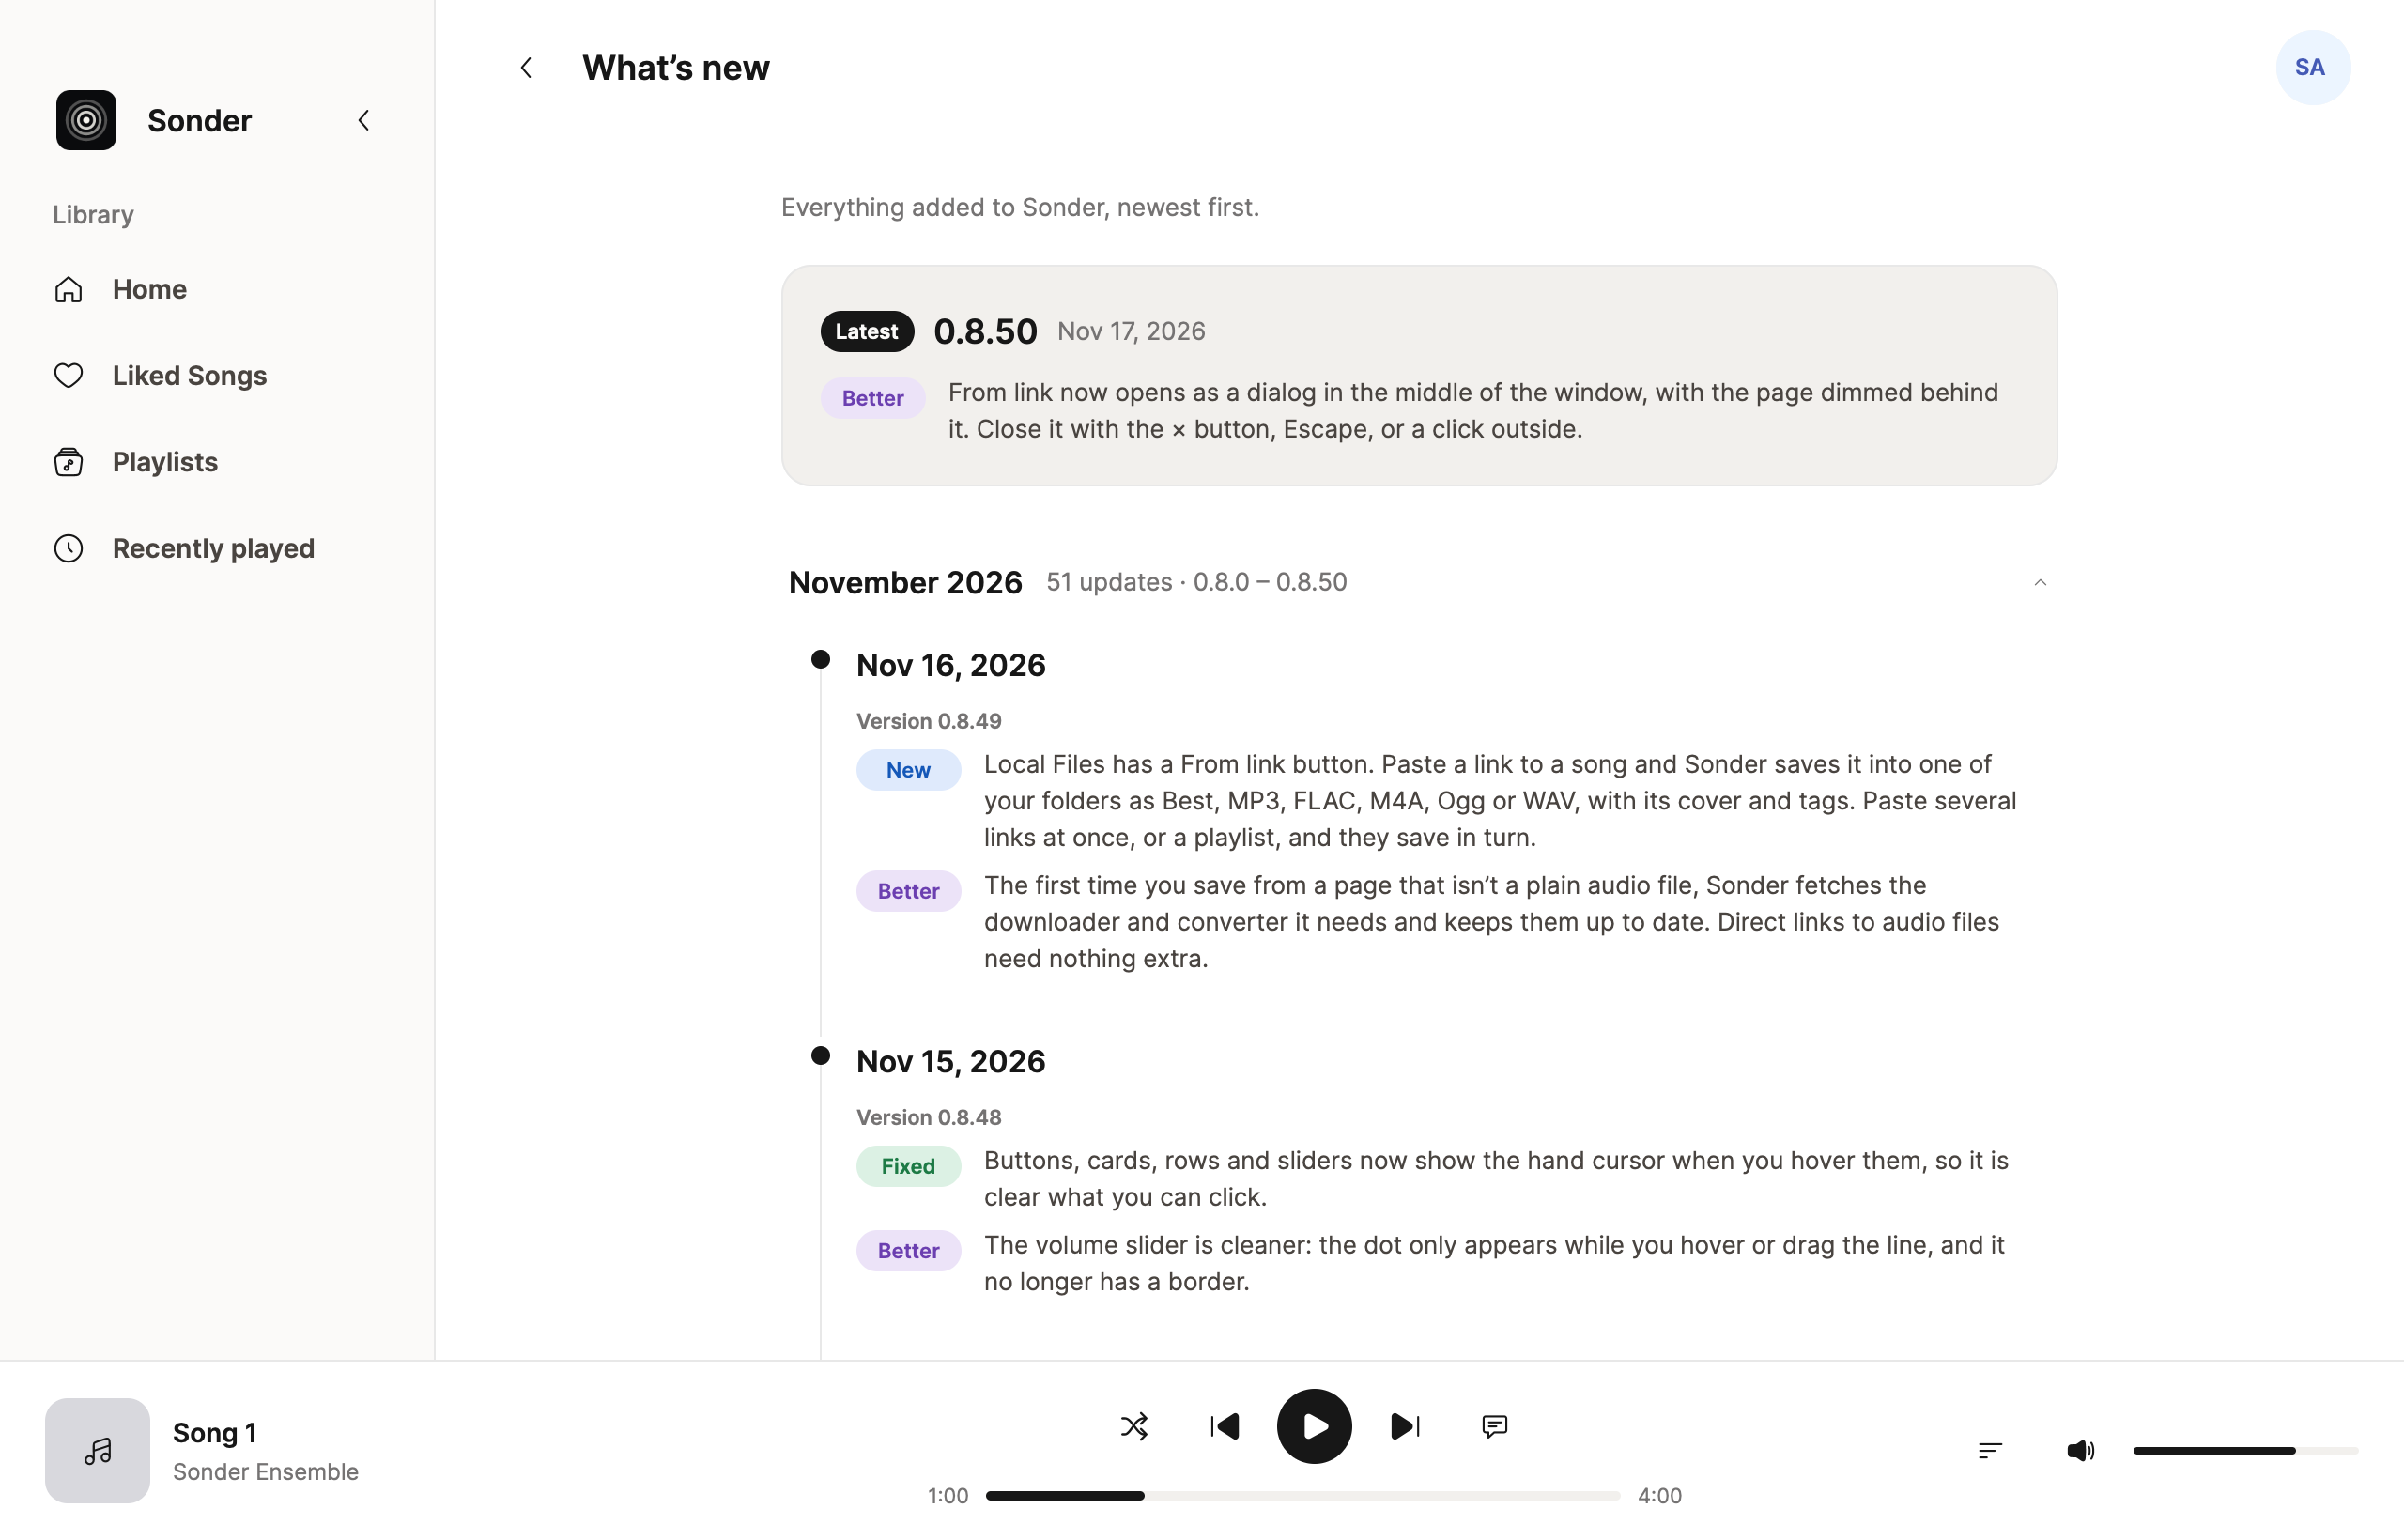 Sonder
Library
Home
Liked Songs
Playlists
Recently played
What’s new
SA
Everything added to Sonder, newest first.
Latest 0.8.50 Nov 17, 2026
Better From link now opens as a dialog in the middle of the window, with the page dimmed behind
it. Close it with the × button, Escape, or a click outside.
November 2026 51 updates · 0.8.0 – 0.8.50
Nov 16, 2026
Version 0.8.49
New Local Files has a From link button. Paste a link to a song and Sonder saves it into one of
your folders as Best, MP3, FLAC, M4A, Ogg or WAV, with its cover and tags. Paste several
links at once, or a playlist, and they save in turn.
Better The first time you save from a page that isn’t a plain audio file, Sonder fetches the
downloader and converter it needs and keeps them up to date. Direct links to audio files
need nothing extra.
Nov 15, 2026
Version 0.8.48
Fixed Buttons, cards, rows and sliders now show the hand cursor when you hover them, so it is
clear what you can click.
Better The volume slider is cleaner: the dot only appears while you hover or drag the line, and it
no longer has a border.
Song 1
Sonder Ensemble
1:00 4:00